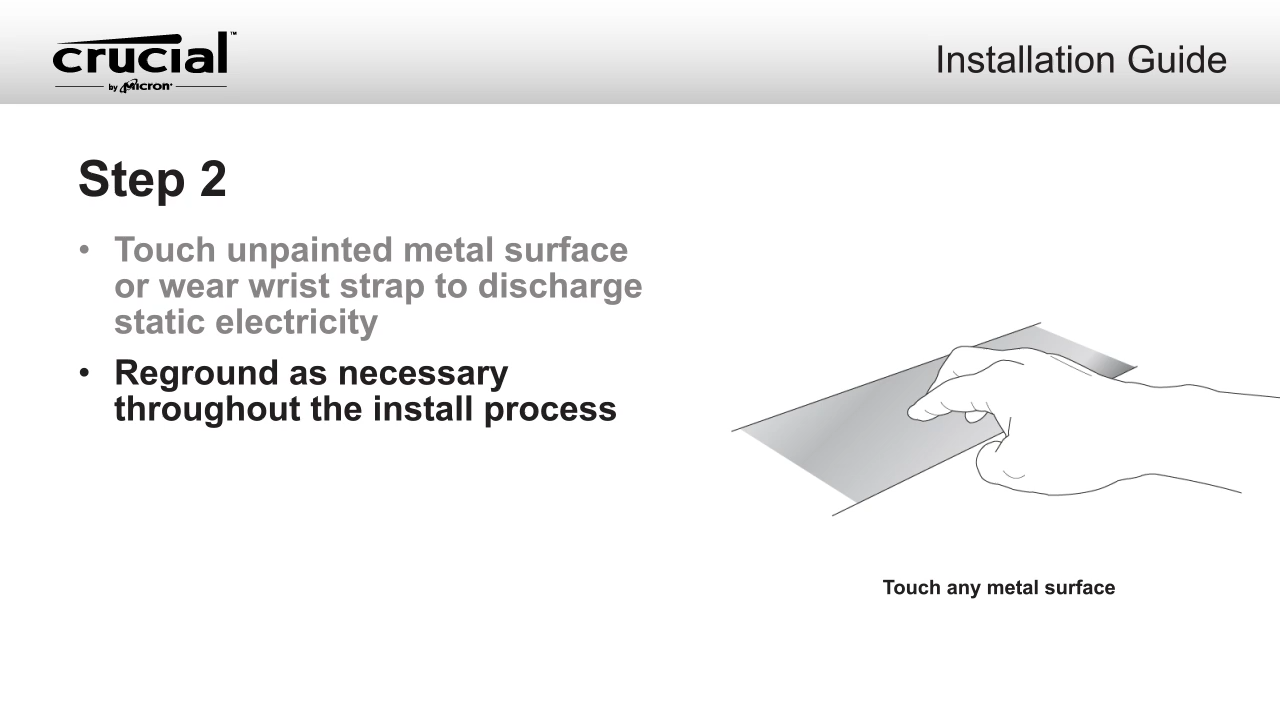 crucial™
by Micron®
Installation Guide
Step 2
• Touch unpainted metal surface
or wear wrist strap to discharge
static electricity
• Reground as necessary
throughout the install process
Touch any metal surface